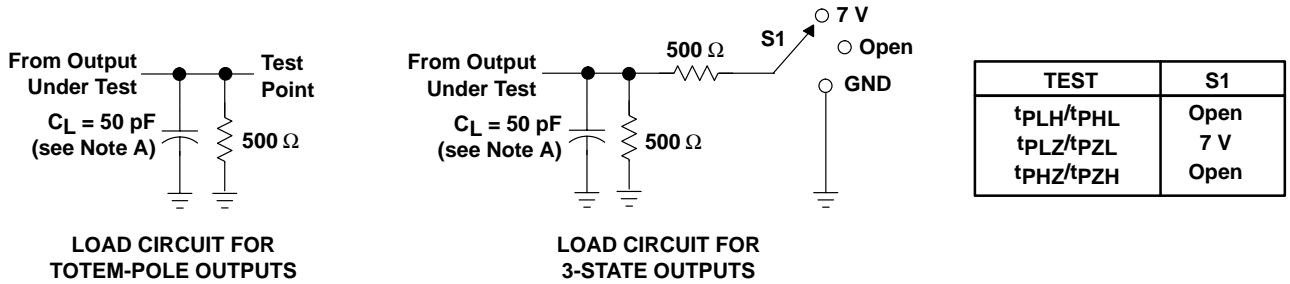 From Output
Under Test
Test
Point
C_L = 50 pF
(see Note A)
500 Ω
LOAD CIRCUIT FOR
TOTEM-POLE OUTPUTS
From Output
Under Test
C_L = 50 pF
(see Note A)
500 Ω
500 Ω
S1
7 V
Open
GND
LOAD CIRCUIT FOR
3-STATE OUTPUTS
TEST S1
tPLH/tPHL Open
tPLZ/tPZL 7 V
tPHZ/tPZH Open